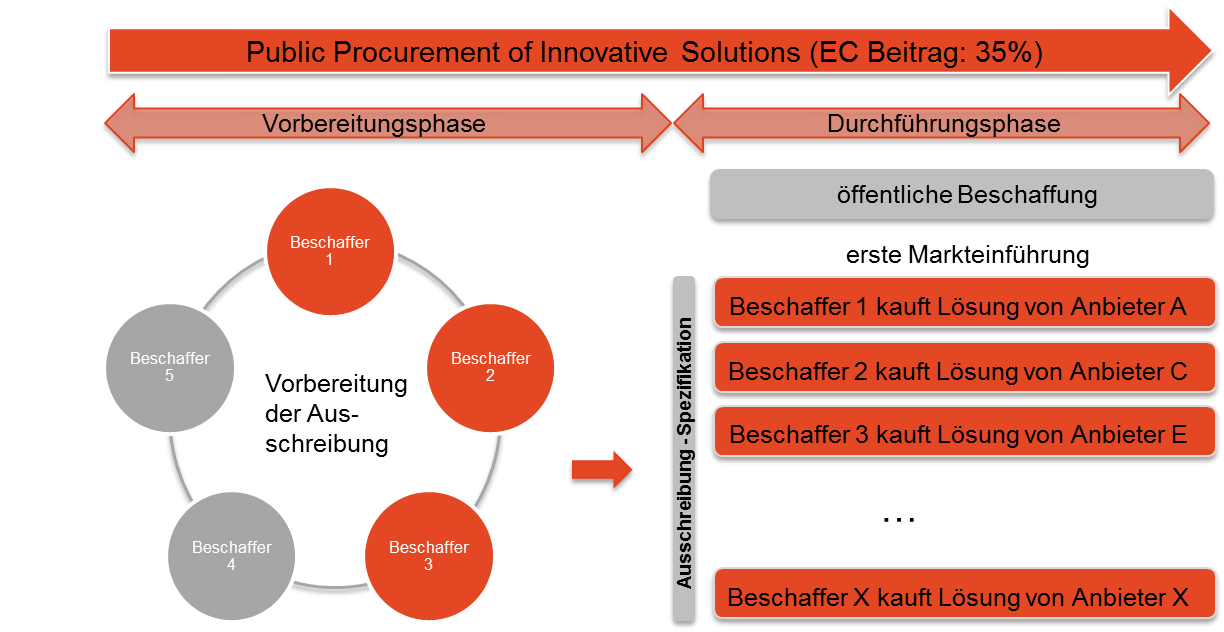 Public Procurement of Innovative Solutions (EC Beitrag: 35%)
Vorbereitungsphase
Durchführungsphase
Beschaffer
1
Beschaffer
2
Beschaffer
3
Beschaffer
4
Beschaffer
5
Vorbereitung
der Aus-
schreibung
öffentliche Beschaffung
erste Markteinführung
Ausschreibung - Spezifikation
Beschaffer 1 kauft Lösung von Anbieter A
Beschaffer 2 kauft Lösung von Anbieter C
Beschaffer 3 kauft Lösung von Anbieter E
...
Beschaffer X kauft Lösung von Anbieter X